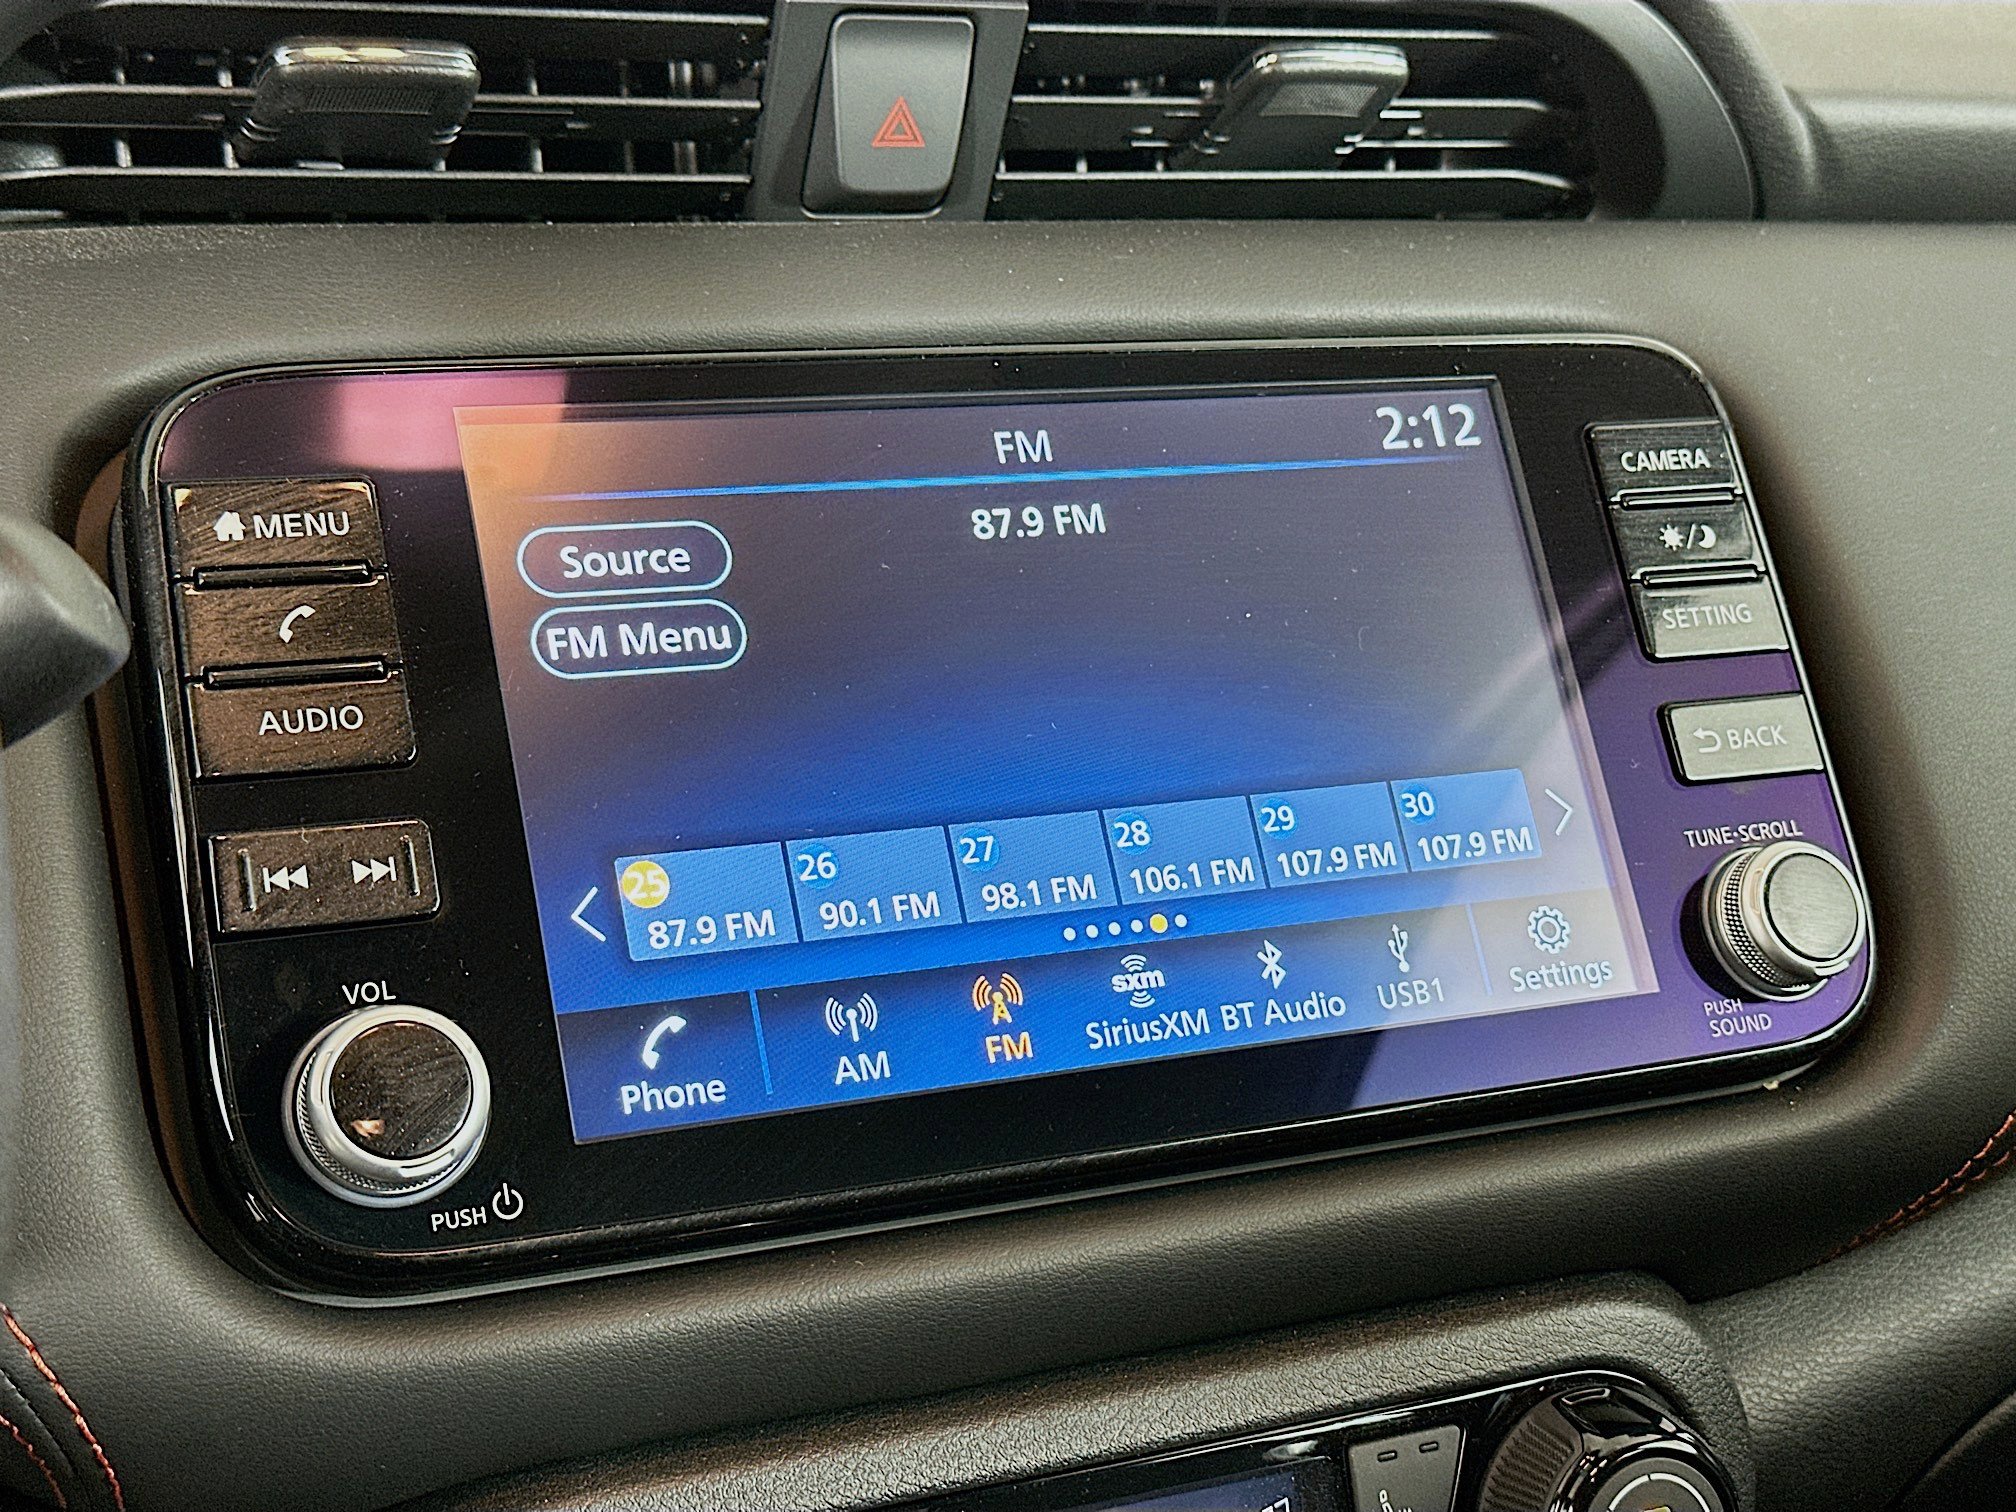 FM
2:12
87.9 FM
Source
FM Menu
25
26
27
28
29
30
87.9 FM
90.1 FM
98.1 FM
106.1 FM
107.9 FM
107.9 FM
Phone
AM
FM
sxm
SiriusXM
BT Audio
USB1
Settings
MENU
AUDIO
VOL
PUSH
CAMERA
SETTING
BACK
TUNE·SCROLL
PUSH
SOUND